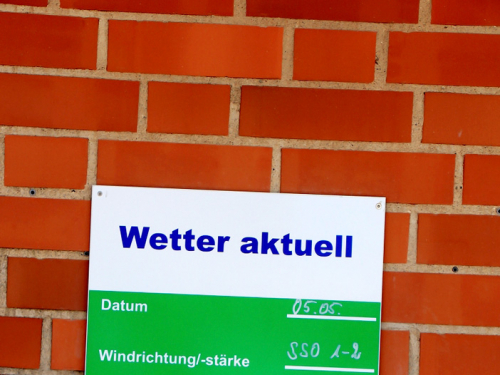 Wetter aktuell
Datum 05.05.
Windrichtung/-stärke SSO 1-2